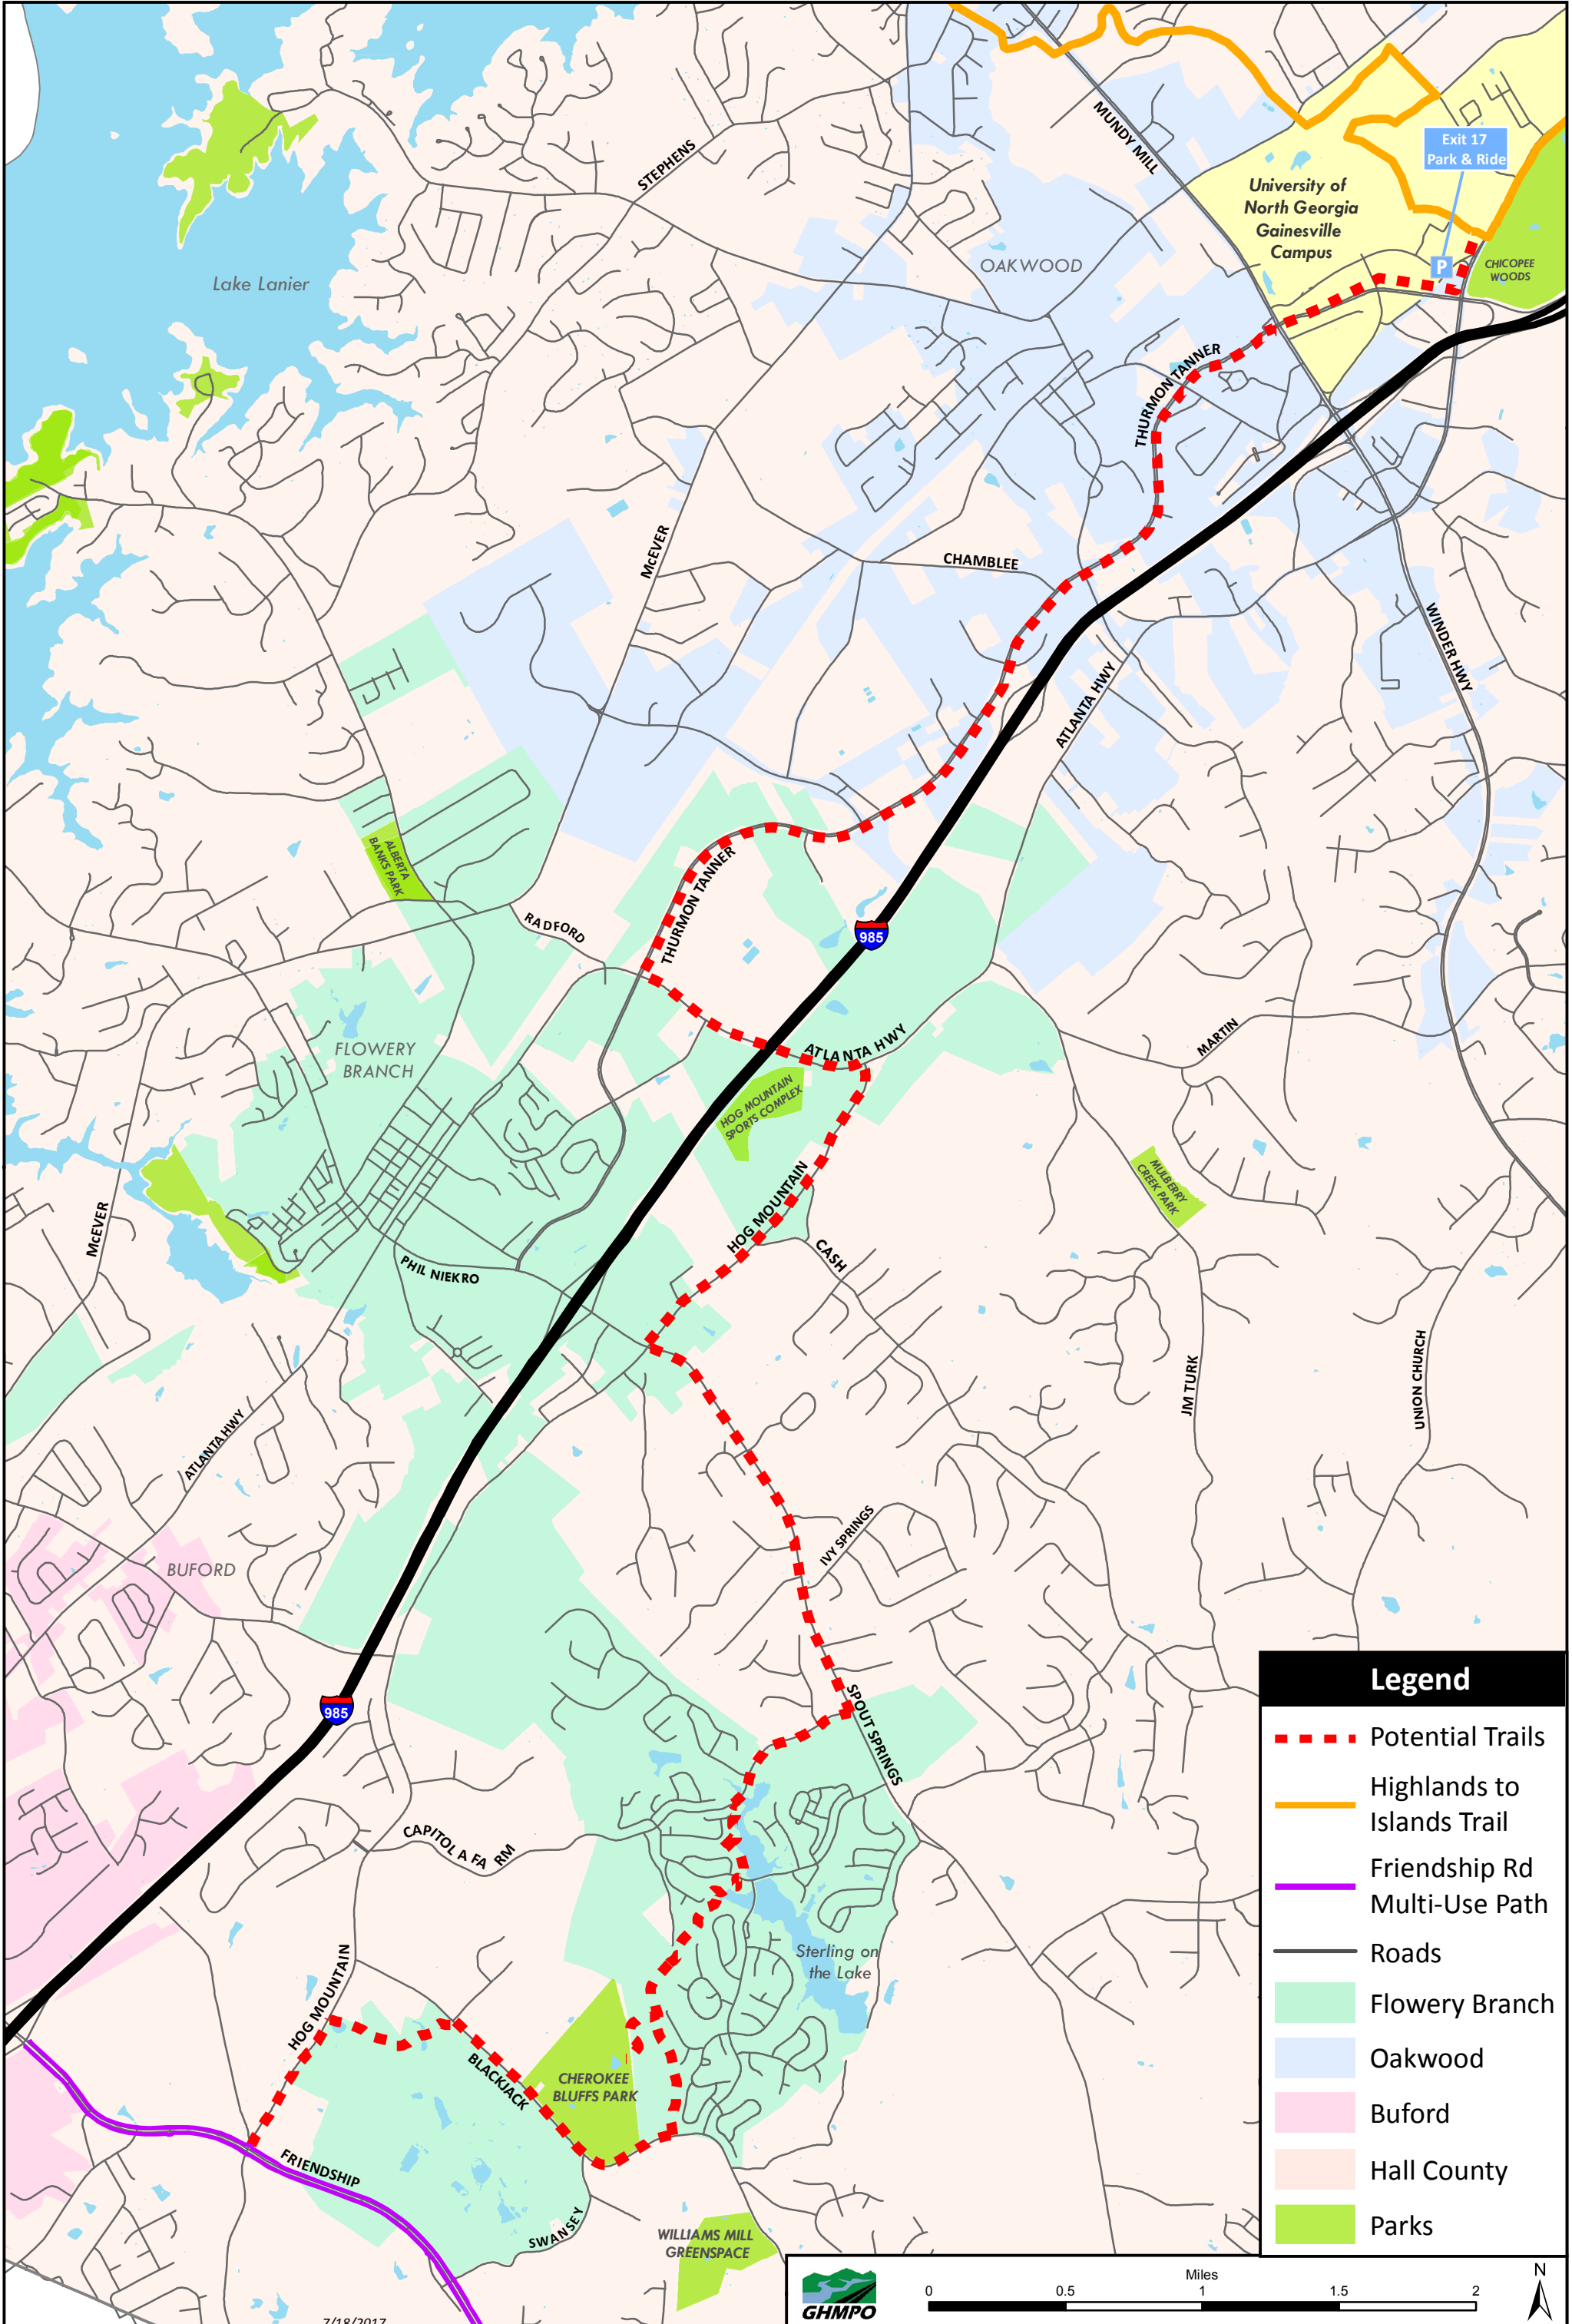 MUNDY MILL
STEPHENS
Exit 17
Park & Ride
University of
North Georgia
Gainesville
Campus
P
CHICOPEE
WOODS
OAKWOOD
Lake Lanier
THURMON TANNER
McEVER
CHAMBLEE
WINDER HWY
ATLANTA HWY
ALBERTA
BANKS PARK
THURMON TANNER
RADFORD
985
FLOWERY
BRANCH
ATLANTA HWY
MARTIN
HOG MOUNTAIN
SPORTS COMPLEX
MULBERRY
CREEK PARK
HOG MOUNTAIN
McEVER
CASH
PHIL NIEKRO
JM TURK
UNION CHURCH
ATLANTA HWY
IVY SPRINGS
BUFORD
985
SPOUT SPRINGS
CAPITOL A FA RM
Sterling on
the Lake
HOG MOUNTAIN
BLACKJACK
CHEROKEE
BLUFFS PARK
FRIENDSHIP
SWANSEY
WILLIAMS MILL
GREENSPACE
7/18/2017
Legend
Potential Trails
Highlands to
Islands Trail
Friendship Rd
Multi-Use Path
Roads
Flowery Branch
Oakwood
Buford
Hall County
Parks
GHMPO
Miles
0 0.5 1 1.5 2
N